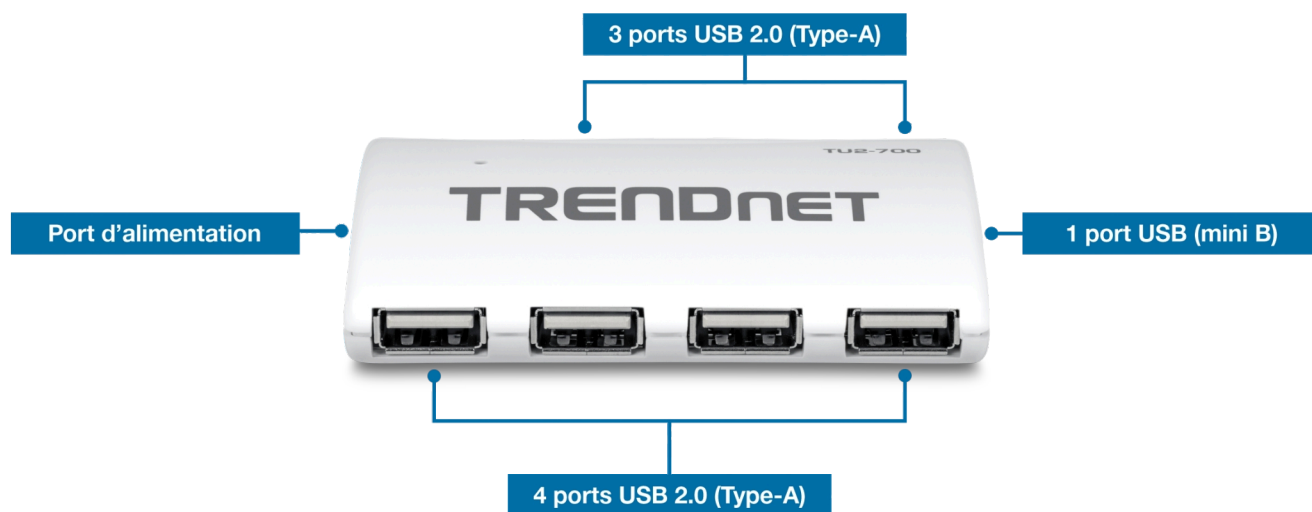 3 ports USB 2.0 (Type-A)
TU2-700
TRENDNET
Port d’alimentation
1 port USB (mini B)
4 ports USB 2.0 (Type-A)